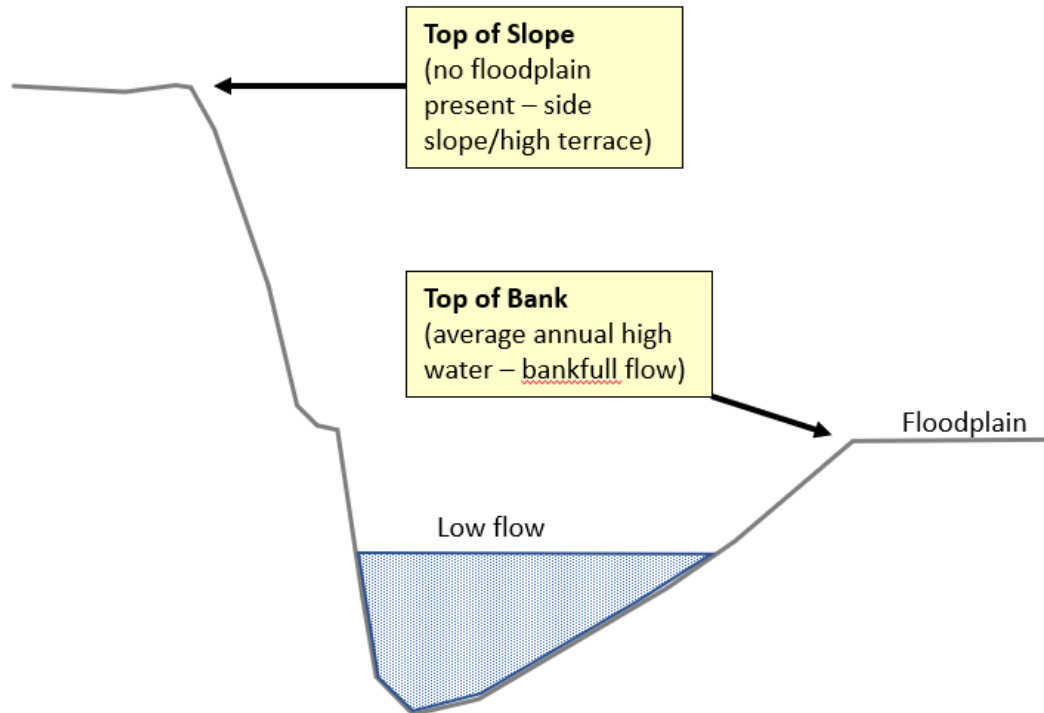 Top of Slope
(no floodplain
present – side
slope/high terrace)
Top of Bank
(average annual high
water – bankfull flow)
Floodplain
Low flow